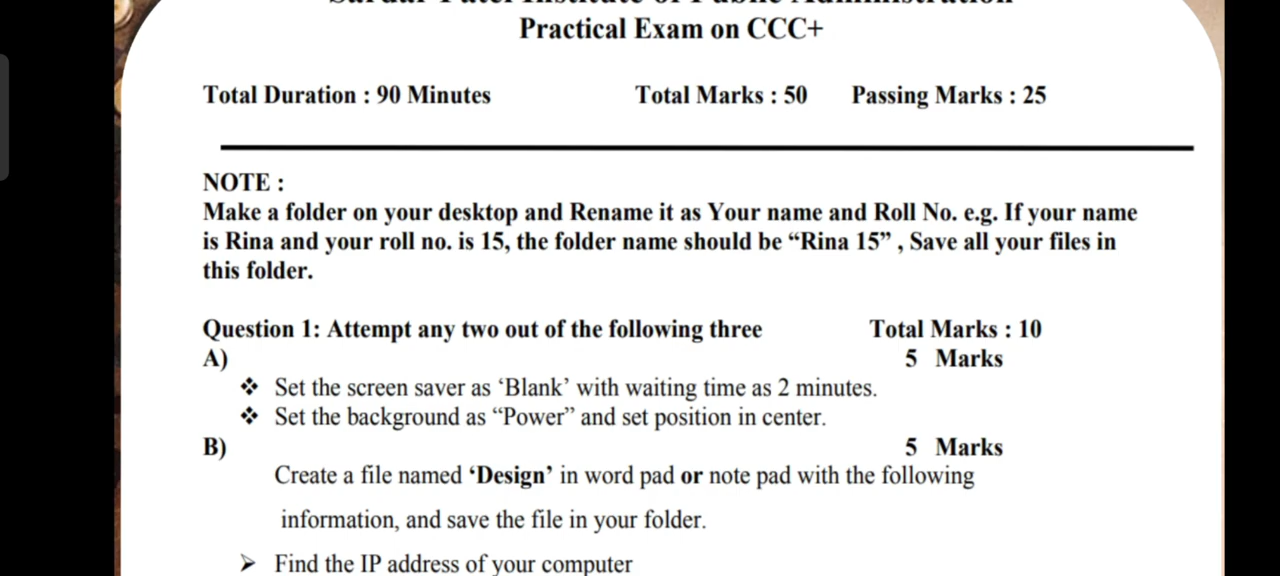 Practical Exam on CCC+
Total Duration : 90 Minutes Total Marks : 50 Passing Marks : 25
NOTE :
Make a folder on your desktop and Rename it as Your name and Roll No. e.g. If your name
is Rina and your roll no. is 15, the folder name should be “Rina 15” , Save all your files in
this folder.
Question 1: Attempt any two out of the following three Total Marks : 10
A) 5 Marks
❖ Set the screen saver as ‘Blank’ with waiting time as 2 minutes.
❖ Set the background as “Power” and set position in center.
B) 5 Marks
Create a file named ‘Design’ in word pad or note pad with the following
information, and save the file in your folder.
➢ Find the IP address of your computer